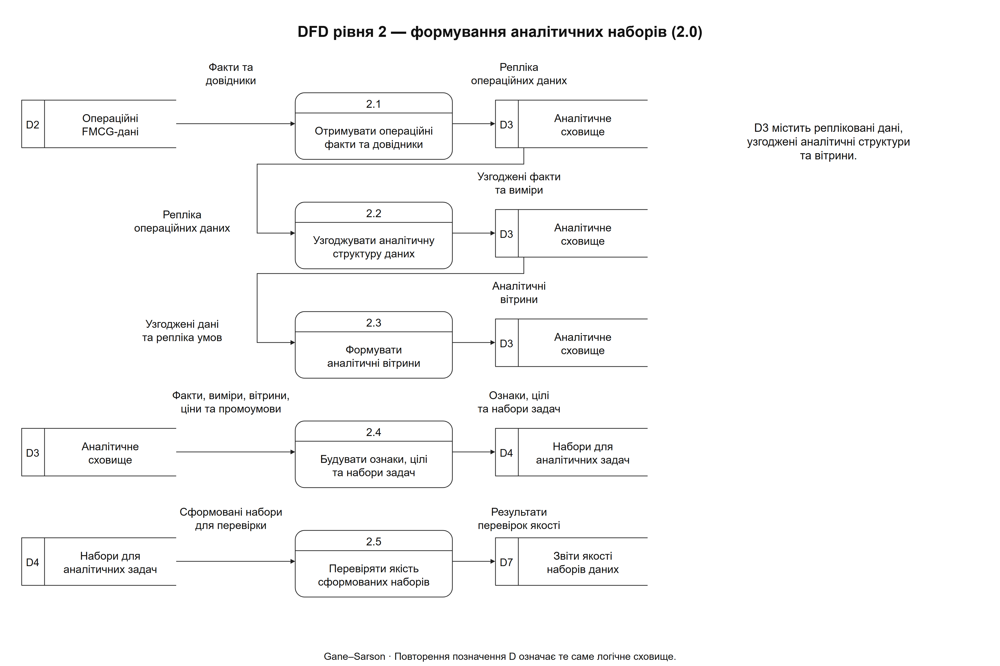 DFD рівня 2 — формування аналітичних наборів (2.0)
Факти та
довідники
Репліка
операційних даних
D2
Операційні
FMCG-дані
2.1
Отримувати операційні
факти та довідники
D3
Аналітичне
сховище
D3 містить репліковані дані,
узгоджені аналітичні структури
та вітрини.
Узгоджені факти
та виміри
Репліка
операційних даних
2.2
Узгоджувати аналітичну
структуру даних
D3
Аналітичне
сховище
Аналітичні
вітрини
Узгоджені дані
та репліка умов
2.3
Формувати
аналітичні вітрини
D3
Аналітичне
сховище
Факти, виміри, вітрини,
ціни та промоумови
Ознаки, цілі
та набори задач
D3
Аналітичне
сховище
2.4
Будувати ознаки, цілі
та набори задач
D4
Набори для
аналітичних задач
Сформовані набори
для перевірки
Результати
перевірок якості
D4
Набори для
аналітичних задач
2.5
Перевіряти якість
сформованих наборів
D7
Звіти якості
наборів даних
Gane–Sarson · Повторення позначення D означає те саме логічне сховище.